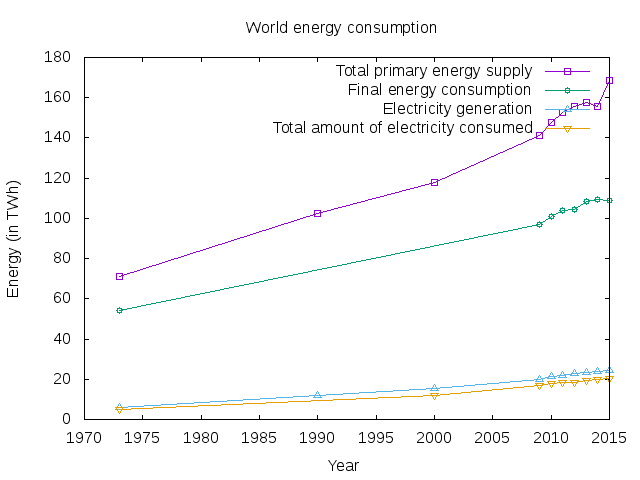 World energy consumption
180
160
140
120
100
80
60
40
20
0
Energy (in TWh)
Total primary energy supply
Final energy consumption
Electricity generation
Total amount of electricity consumed
1970 1975 1980 1985 1990 1995 2000 2005 2010 2015
Year